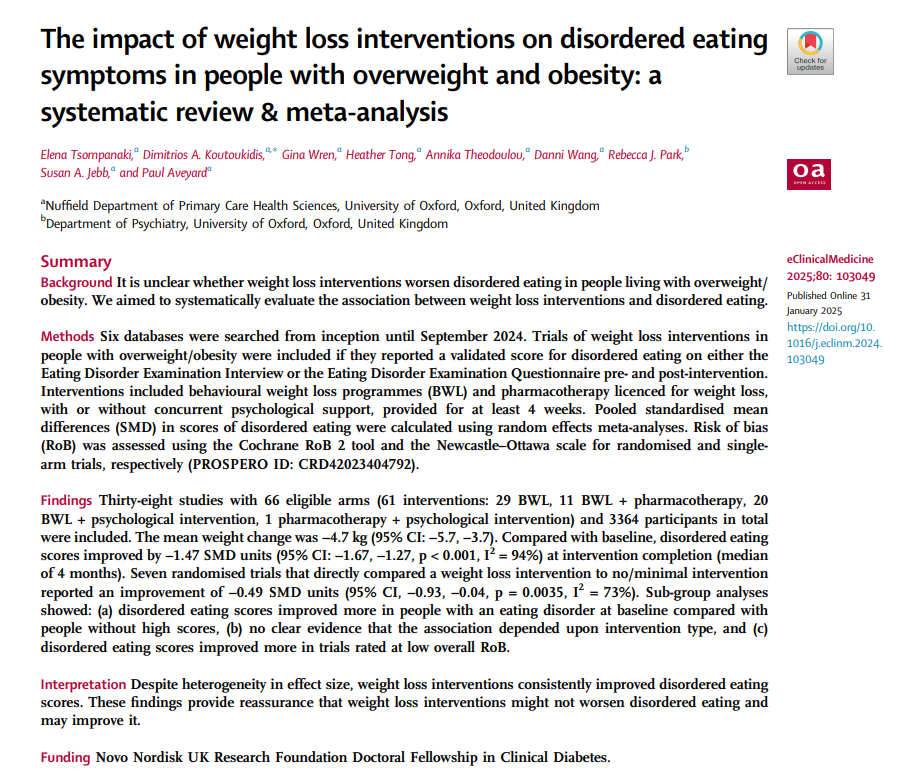 The impact of weight loss interventions on disordered eating
symptoms in people with overweight and obesity: a
systematic review & meta-analysis
Check for
updates
Elena Tsompanaki,a Dimitrios A. Koutoukidis,a,* Gina Wren,a Heather Tong,a Annika Theodoulou,a Danni Wang,a Rebecca J. Park,b
Susan A. Jebb,a and Paul Aveyarda
oa
OPEN ACCESS
aNuffield Department of Primary Care Health Sciences, University of Oxford, Oxford, United Kingdom
bDepartment of Psychiatry, University of Oxford, Oxford, United Kingdom
Summary
Background It is unclear whether weight loss interventions worsen disordered eating in people living with overweight/
obesity. We aimed to systematically evaluate the association between weight loss interventions and disordered eating.
Methods Six databases were searched from inception until September 2024. Trials of weight loss interventions in
people with overweight/obesity were included if they reported a validated score for disordered eating on either the
Eating Disorder Examination Interview or the Eating Disorder Examination Questionnaire pre- and post-intervention.
Interventions included behavioural weight loss programmes (BWL) and pharmacotherapy licenced for weight loss,
with or without concurrent psychological support, provided for at least 4 weeks. Pooled standardised mean
differences (SMD) in scores of disordered eating were calculated using random effects meta-analyses. Risk of bias
(RoB) was assessed using the Cochrane RoB 2 tool and the Newcastle–Ottawa scale for randomised and single-
arm trials, respectively (PROSPERO ID: CRD42023404792).
Findings Thirty-eight studies with 66 eligible arms (61 interventions: 29 BWL, 11 BWL + pharmacotherapy, 20
BWL + psychological intervention, 1 pharmacotherapy + psychological intervention) and 3364 participants in total
were included. The mean weight change was −4.7 kg (95% CI: −5.7, −3.7). Compared with baseline, disordered eating
scores improved by −1.47 SMD units (95% CI: −1.67, −1.27, p < 0.001, I2 = 94%) at intervention completion (median
of 4 months). Seven randomised trials that directly compared a weight loss intervention to no/minimal intervention
reported an improvement of −0.49 SMD units (95% CI, −0.93, −0.04, p = 0.0035, I2 = 73%). Sub-group analyses
showed: (a) disordered eating scores improved more in people with an eating disorder at baseline compared with
people without high scores, (b) no clear evidence that the association depended upon intervention type, and (c)
disordered eating scores improved more in trials rated at low overall RoB.
Interpretation Despite heterogeneity in effect size, weight loss interventions consistently improved disordered eating
scores. These findings provide reassurance that weight loss interventions might not worsen disordered eating and
may improve it.
Funding Novo Nordisk UK Research Foundation Doctoral Fellowship in Clinical Diabetes.
eClinicalMedicine
2025;80: 103049
Published Online 31
January 2025
https://doi.org/10.
1016/j.eclinm.2024.
103049